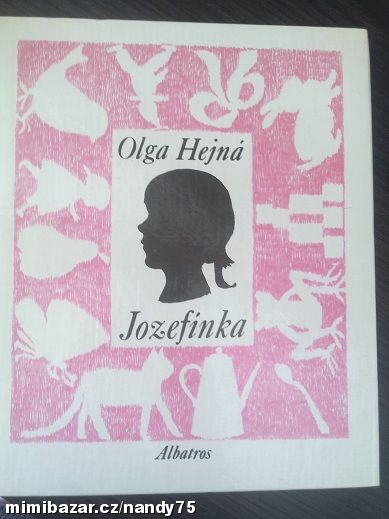 Olga Hejná
Jozefínka
Albatros
mimibazar.cz/nandy75